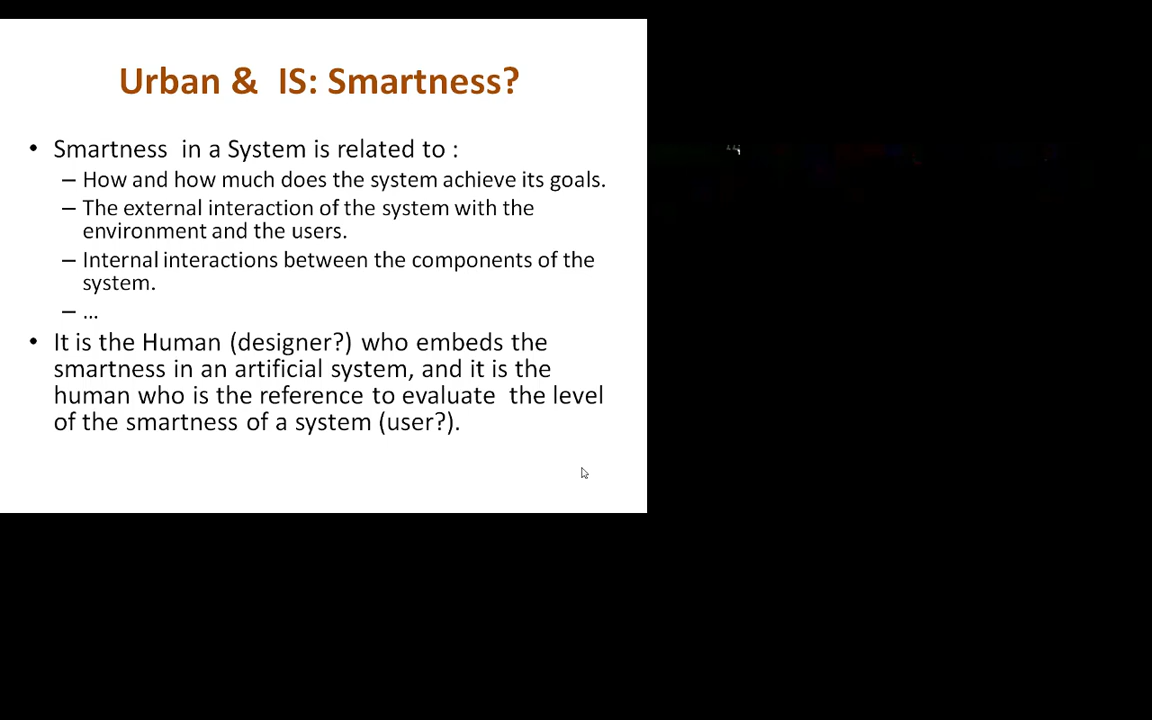 Urban &  IS: Smartness?
• Smartness  in a System is related to :
– How and how much does the system achieve its goals.
– The external interaction of the system with the
environment and the users.
– Internal interactions between the components of the
system.
– …
• It is the Human (designer?) who embeds the
smartness in an artificial system, and it is the
human who is the reference to evaluate  the level
of the smartness of a system (user?).